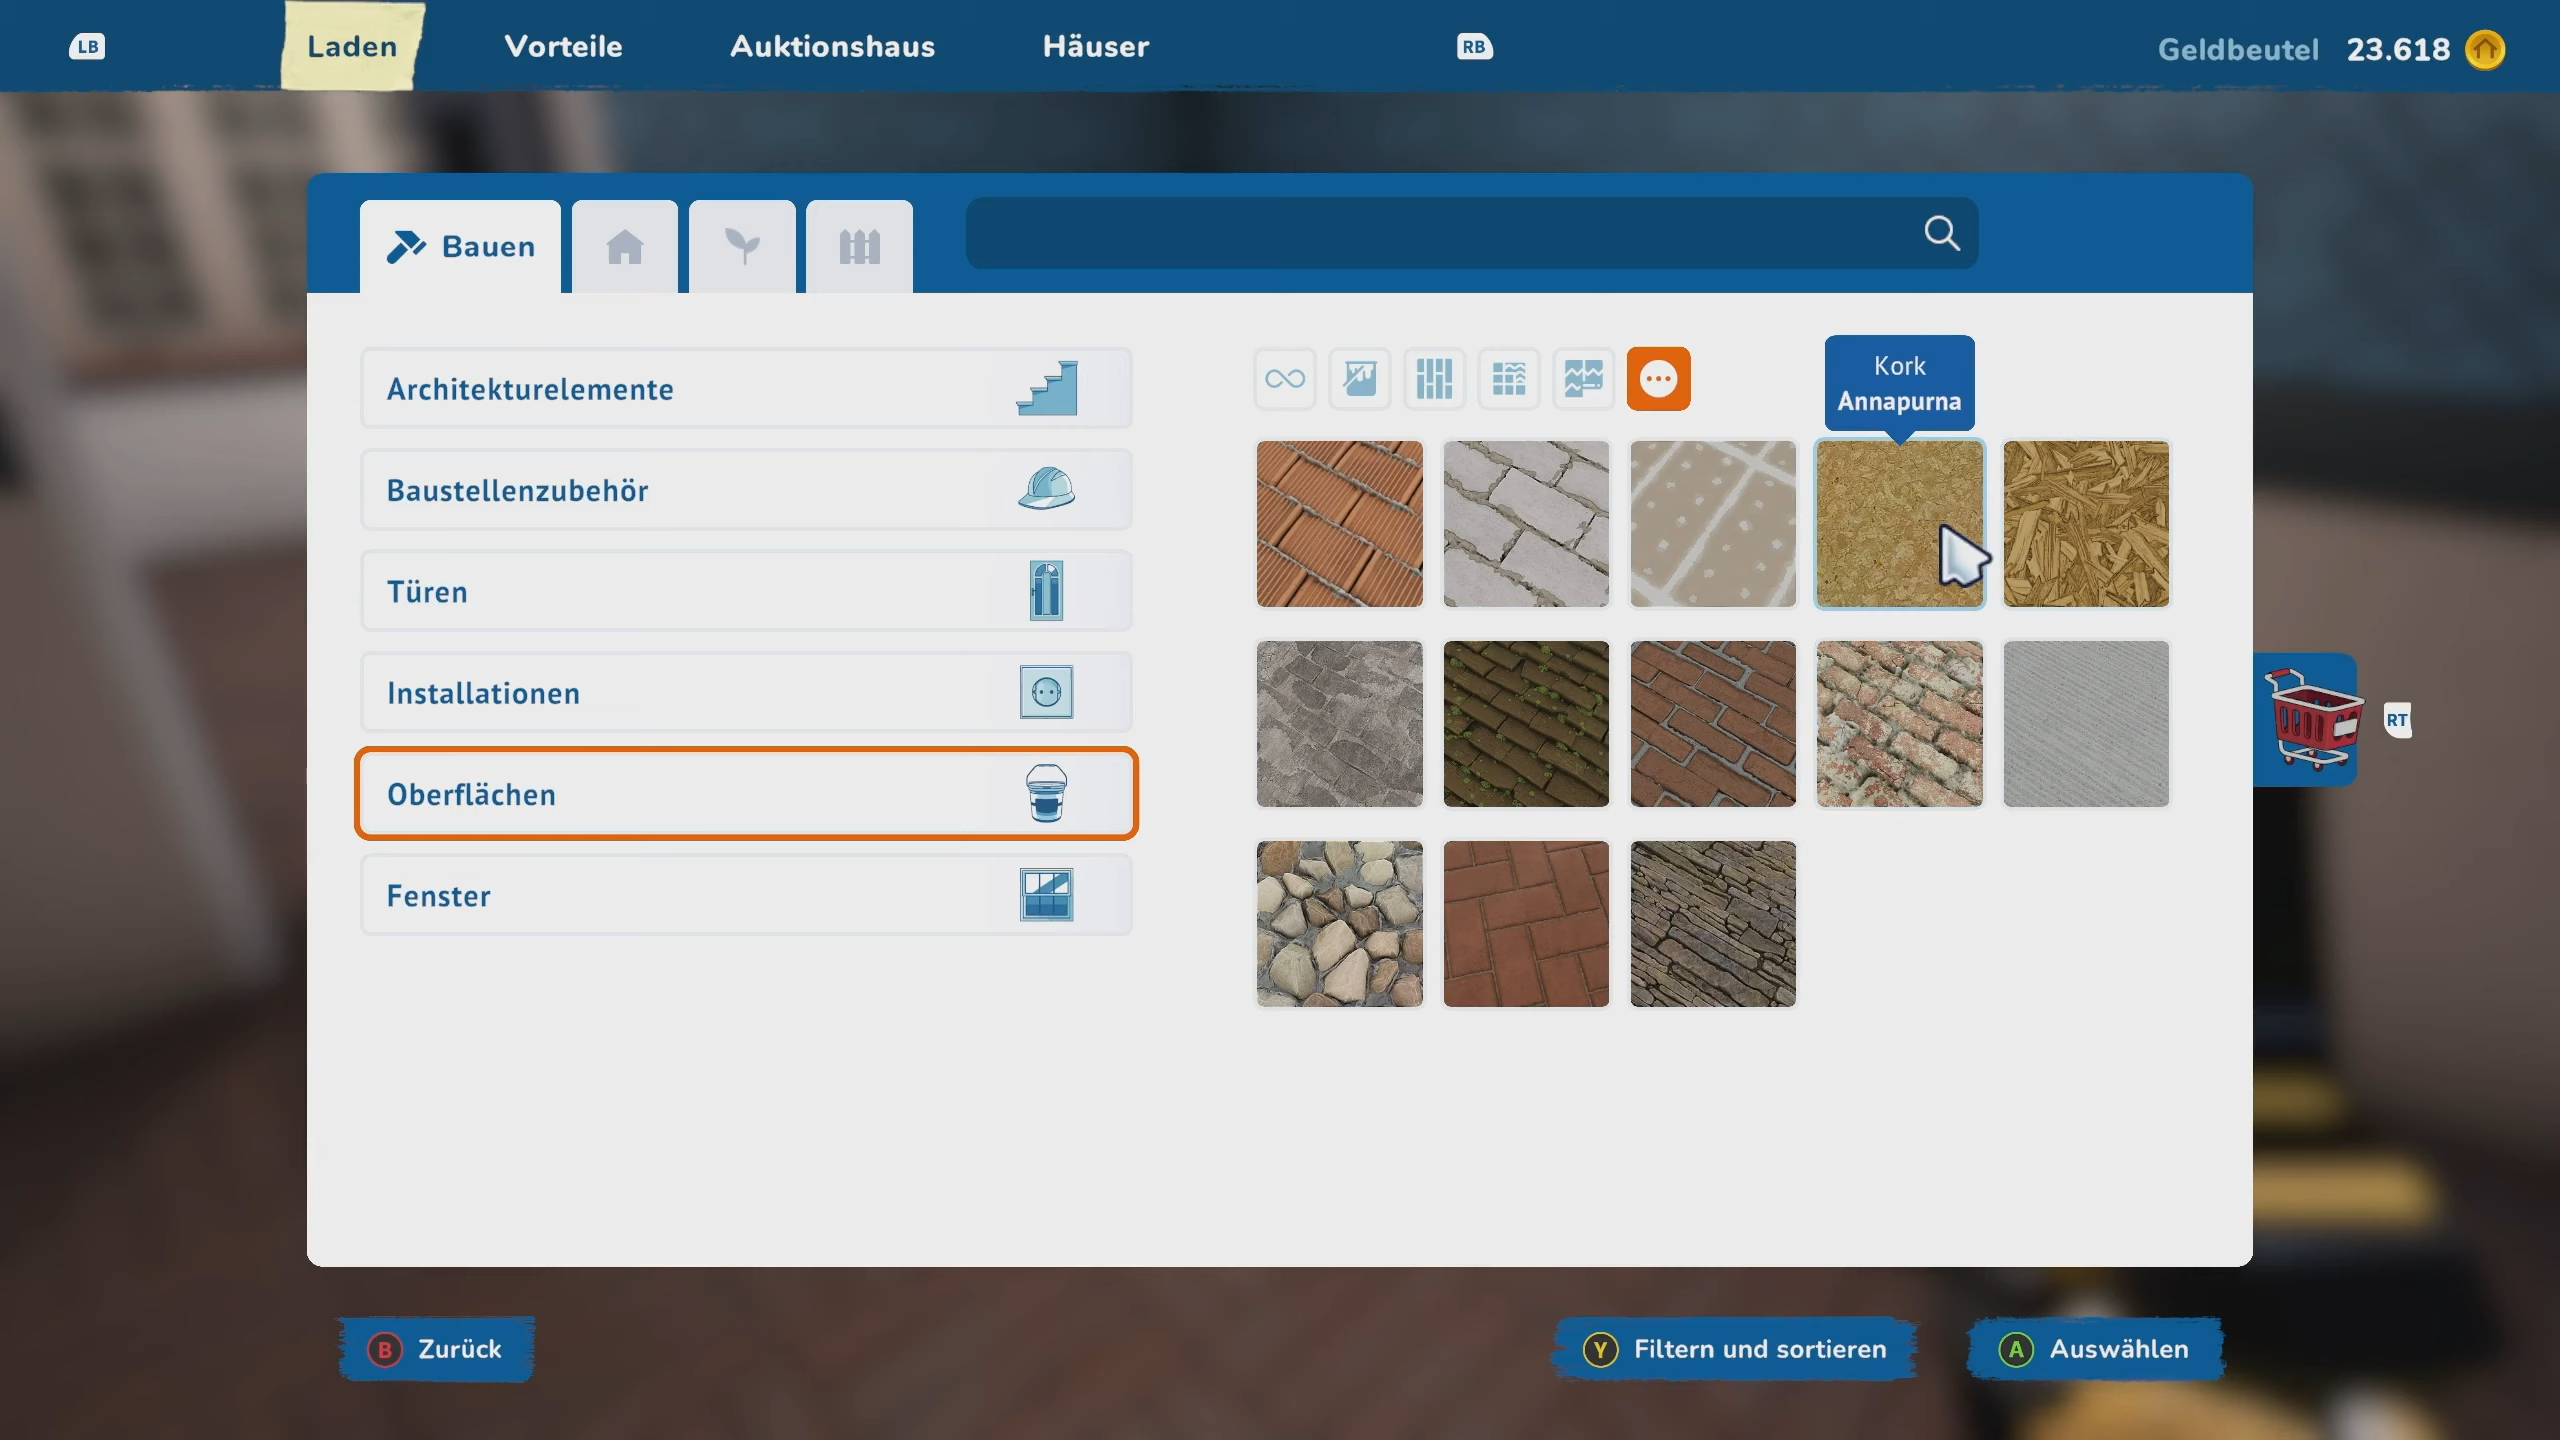 LB
Laden
Vorteile
Auktionshaus
Häuser
RB
Geldbeutel 23.618
Bauen
Architekturelemente
Baustellenzubehör
Türen
Installationen
Oberflächen
Fenster
Kork
Annapurna
RT
B Zurück
Y Filtern und sortieren
A Auswählen